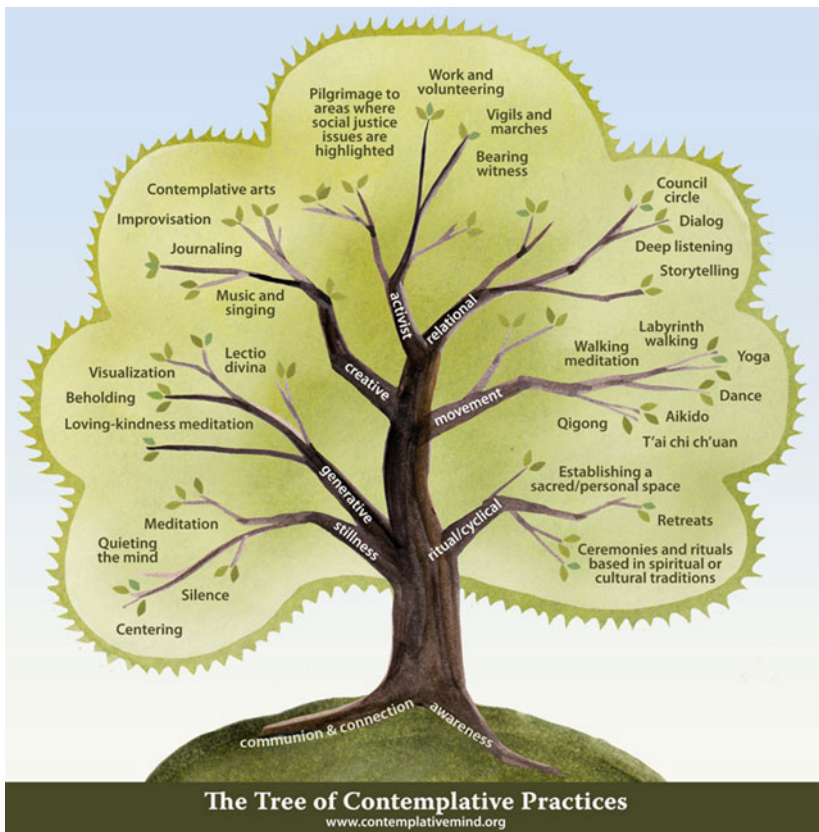 Work and
volunteering
Pilgrimage to
areas where
social justice
issues are
highlighted
Vigils and
marches
Bearing
witness
Contemplative arts
Improvisation
Journaling
Music and
singing
Council
circle
Dialog
Deep listening
Storytelling
activist
relational
creative
Visualization
Lectio
divina
Beholding
Loving-kindness meditation
generative
Labyrinth
walking
Walking
meditation
Yoga
Dance
Aikido
Qigong
T'ai chi ch'uan
movement
Meditation
Quieting
the mind
Silence
Centering
stillness
Establishing a
sacred/personal space
Retreats
Ceremonies and rituals
based in spiritual or
cultural traditions
ritual/cyclical
communion & connection
awareness
The Tree of Contemplative Practices
www.contemplativemind.org